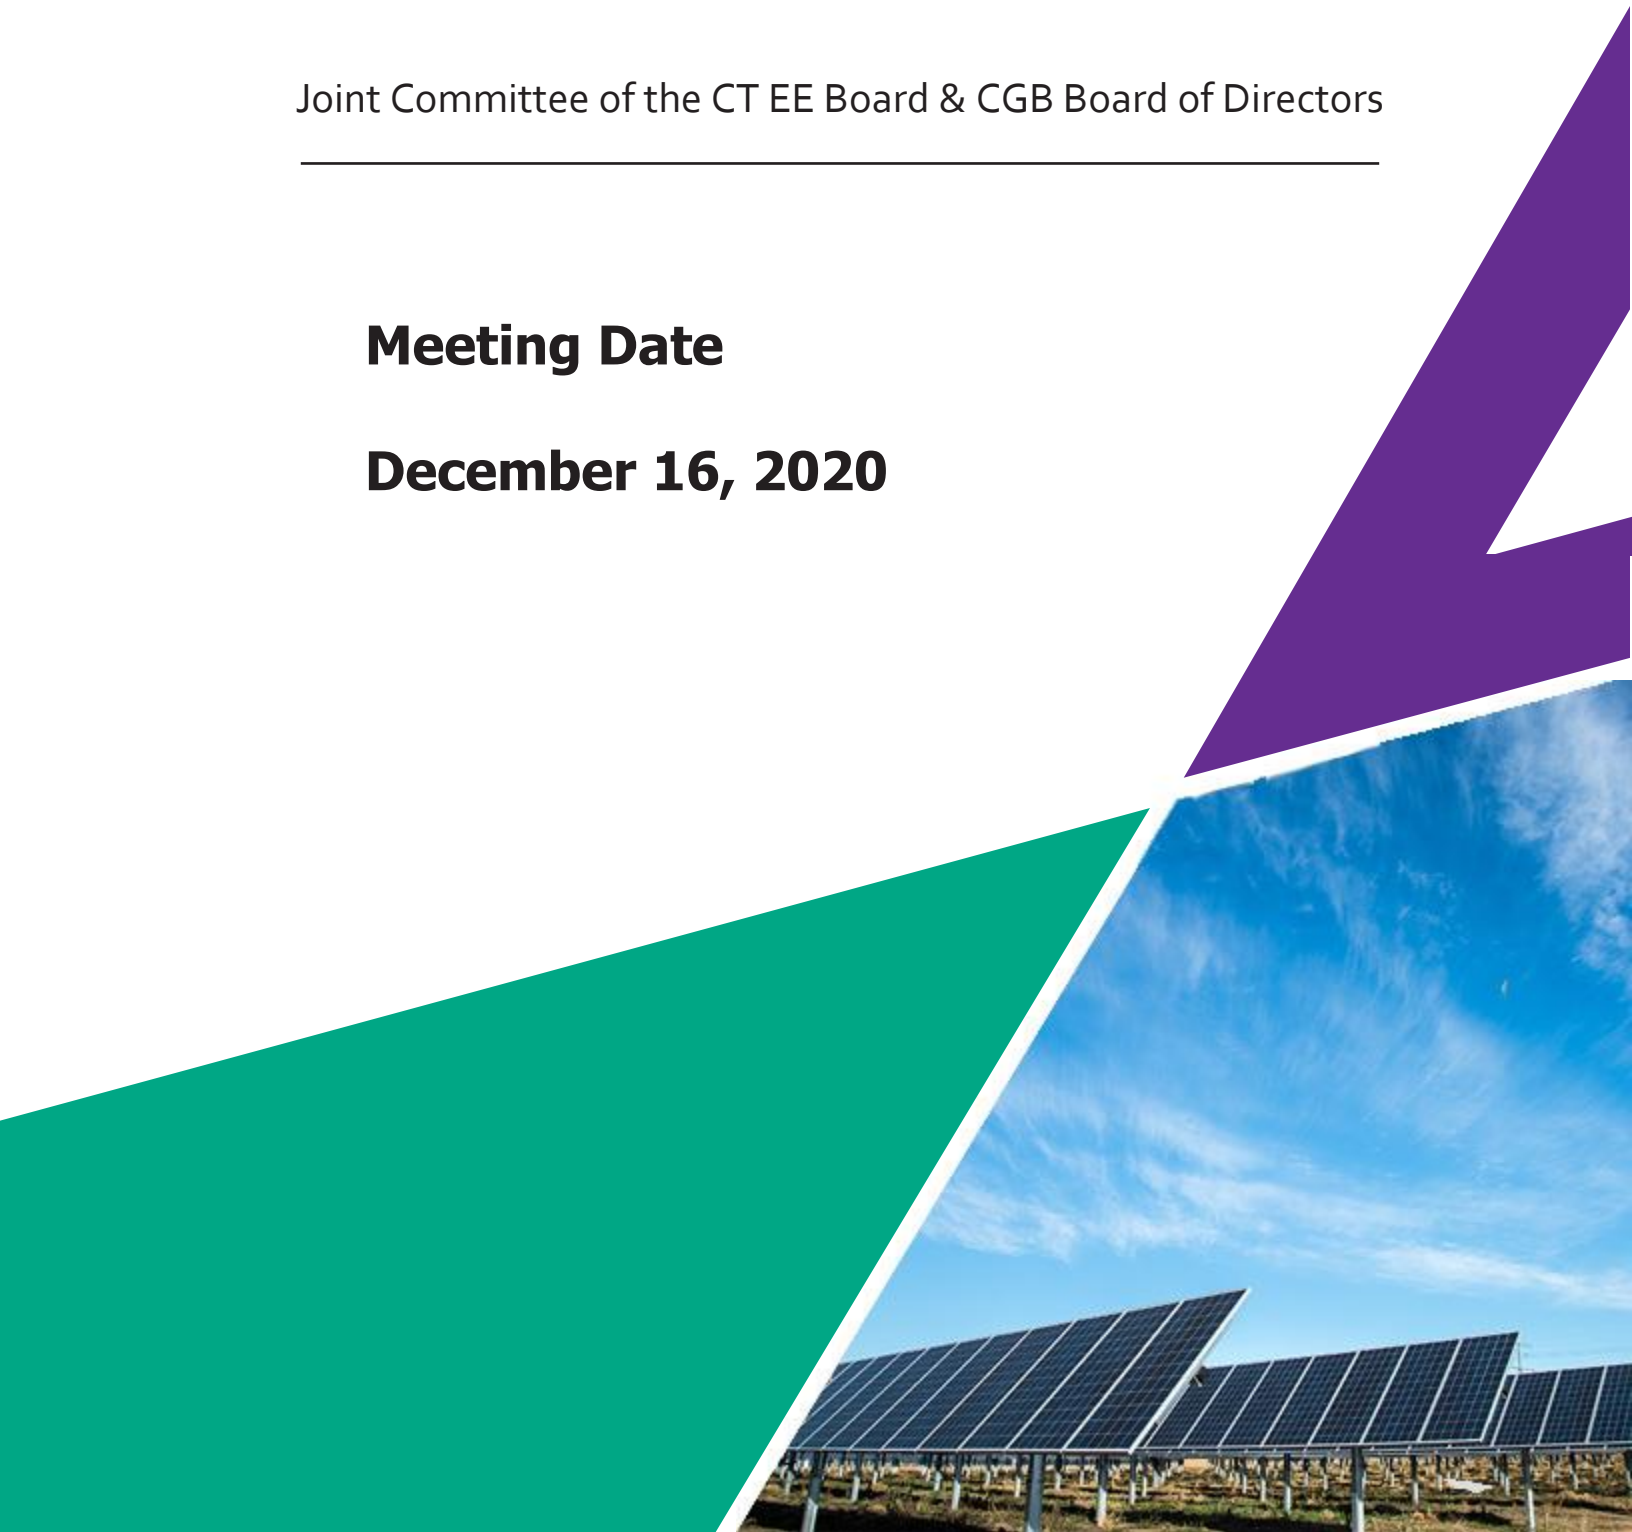 Joint Committee of the CT EE Board & CGB Board of Directors
Meeting Date
December 16, 2020